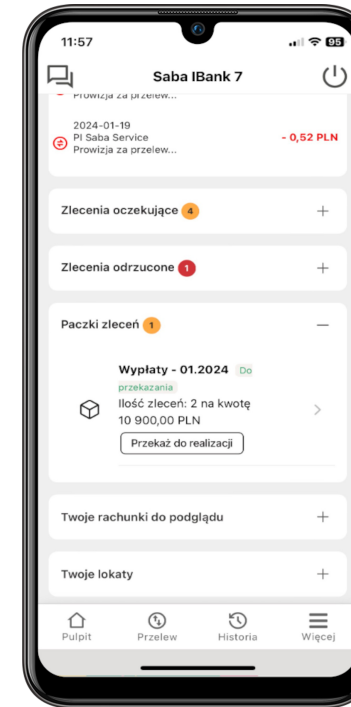 11:57
95
Saba IBank 7
Prowizja za przelew...
2024-01-19
PI Saba Service
- 0,52 PLN
Prowizja za przelew...
Zlecenia oczekujące 4
Zlecenia odrzucone 1
Paczki zleceń 1
Wypłaty - 01.2024 Do
przekazania
Ilość zleceń: 2 na kwotę
10 900,00 PLN
Przekaż do realizacji
Twoje rachunki do podglądu
Twoje lokaty
Pulpit Przelew Historia Więcej